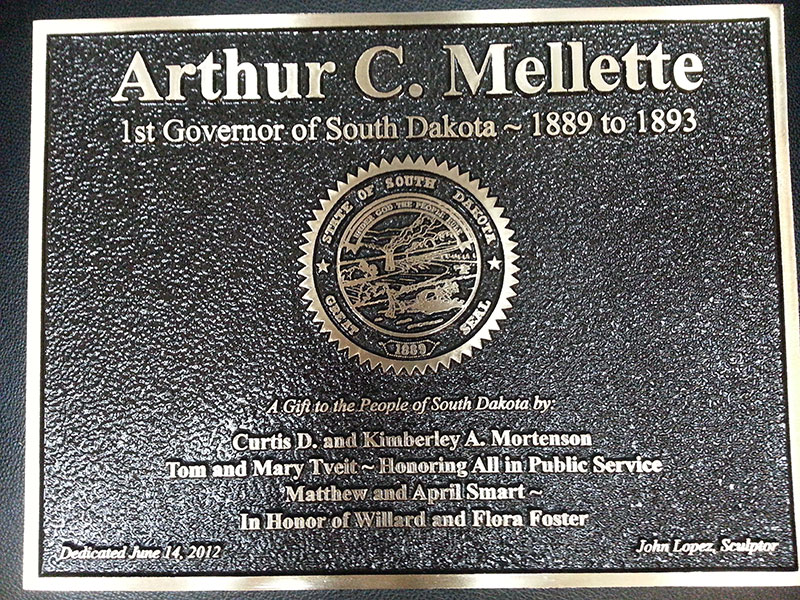 Arthur C. Mellette
1st Governor of South Dakota ~ 1889 to 1893
STATE OF SOUTH DAKOTA
UNDER GOD THE PEOPLE RULE
GREAT SEAL
1889
A Gift to the People of South Dakota by:
Curtis D. and Kimberley A. Mortenson
Tom and Mary Tveit ~ Honoring All in Public Service
Matthew and April Smart ~
In Honor of Willard and Flora Foster
Dedicated June 14, 2012
John Lopez, Sculptor